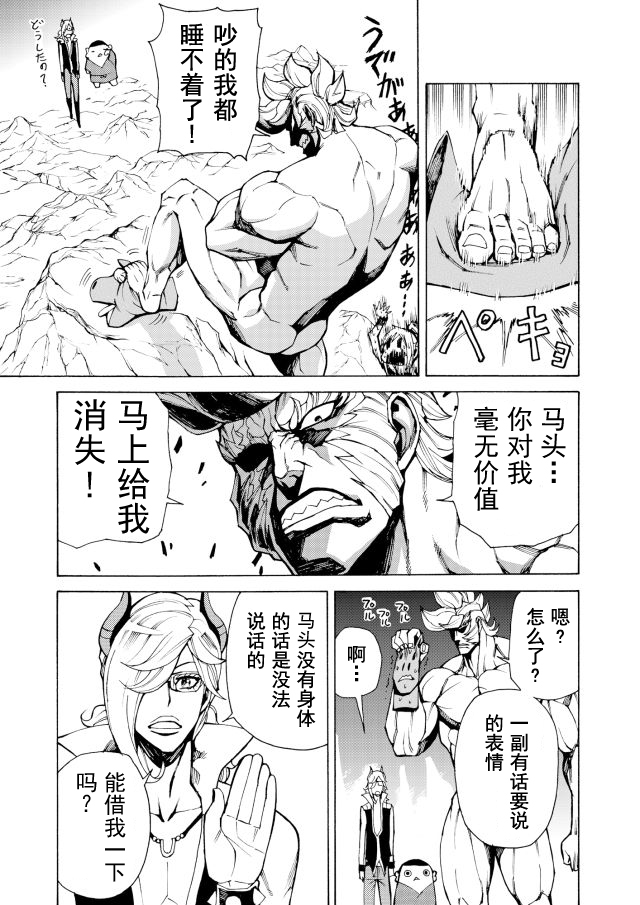 ペキョ
うでがあぁ
あぁ
あぁ…
吵的我都
睡不着了！
どうしたの？
马头…
你对我
毫无价值
马上给我
消失！
嗯？
怎么了？
一副有话要说
的表情
プル
プル
プル
啊…
马头没有身体
的话是没法
说话的
能借我一下
吗？